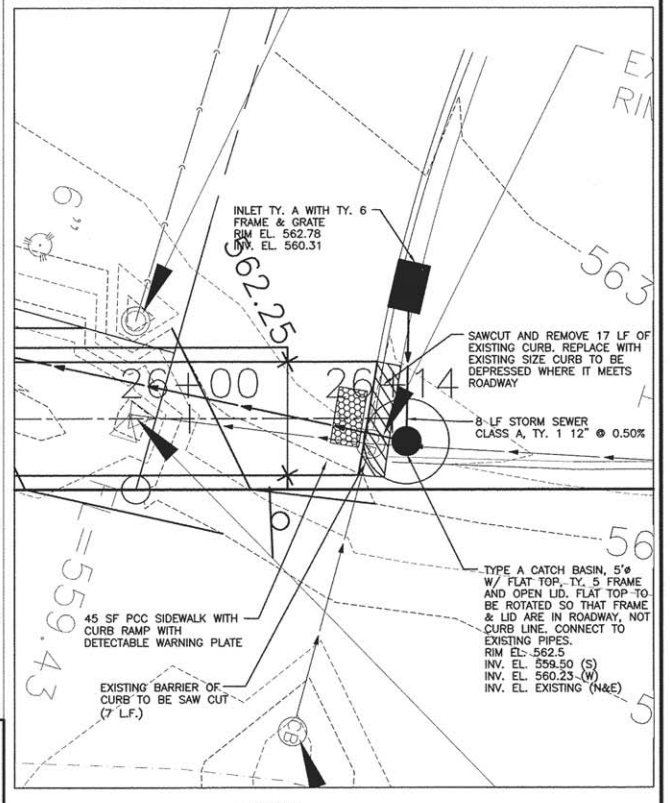 EX
RIM
6"
INLET TY. A WITH TY. 6
FRAME & GRATE
RIM EL. 562.78
INV. EL. 560.31
562.25
563
SAWCUT AND REMOVE 17 LF OF
EXISTING CURB. REPLACE WITH
EXISTING SIZE CURB TO BE
DEPRESSED WHERE IT MEETS
ROADWAY
26+00
26+14
8 LF STORM SEWER
CLASS A, TY. 1 12" @ 0.50%
56
TYPE A CATCH BASIN, 5'ø
W/ FLAT TOP, TY. 5 FRAME
AND OPEN LID. FLAT TOP TO
BE ROTATED SO THAT FRAME
& LID ARE IN ROADWAY, NOT
CURB LINE. CONNECT TO
EXISTING PIPES.
RIM EL. 562.5
INV. EL. 559.50 (S)
INV. EL. 560.23 (W)
INV. EL. EXISTING (N&E)
45 SF PCC SIDEWALK WITH
CURB RAMP WITH
DETECTABLE WARNING PLATE
=559.43
EXISTING BARRIER OF
CURB TO BE SAW CUT
(7 L.F.)
CB
5